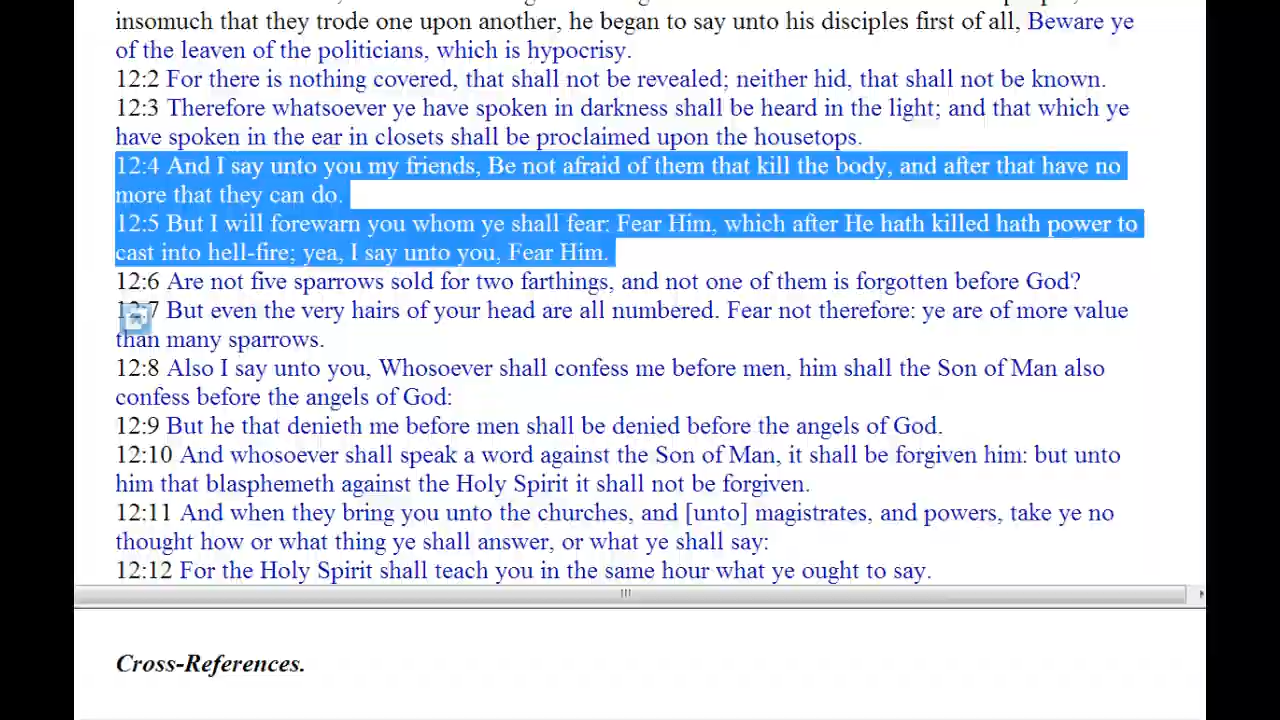 insomuch that they trode one upon another, he began to say unto his disciples first of all, Beware ye
of the leaven of the politicians, which is hypocrisy.
12:2 For there is nothing covered, that shall not be revealed; neither hid, that shall not be known.
12:3 Therefore whatsoever ye have spoken in darkness shall be heard in the light; and that which ye
have spoken in the ear in closets shall be proclaimed upon the housetops.
12:4 And I say unto you my friends, Be not afraid of them that kill the body, and after that have no
more that they can do.
12:5 But I will forewarn you whom ye shall fear: Fear Him, which after He hath killed hath power to
cast into hell-fire; yea, I say unto you, Fear Him.
12:6 Are not five sparrows sold for two farthings, and not one of them is forgotten before God?
12:7 But even the very hairs of your head are all numbered. Fear not therefore: ye are of more value
than many sparrows.
12:8 Also I say unto you, Whosoever shall confess me before men, him shall the Son of Man also
confess before the angels of God:
12:9 But he that denieth me before men shall be denied before the angels of God.
12:10 And whosoever shall speak a word against the Son of Man, it shall be forgiven him: but unto
him that blasphemeth against the Holy Spirit it shall not be forgiven.
12:11 And when they bring you unto the churches, and [unto] magistrates, and powers, take ye no
thought how or what thing ye shall answer, or what ye shall say:
12:12 For the Holy Spirit shall teach you in the same hour what ye ought to say.
Cross-References.